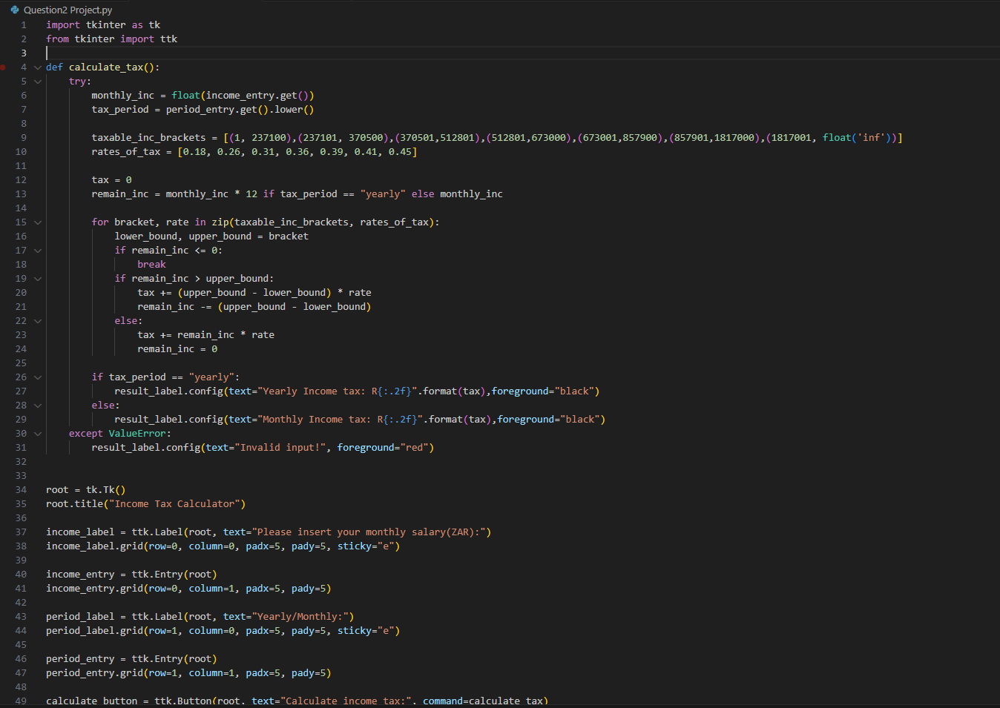 Question2 Project.py
1 import tkinter as tk
2 from tkinter import ttk
3
4 def calculate_tax():
5     try:
6         monthly_inc = float(income_entry.get())
7         tax_period = period_entry.get().lower()
8
9         taxable_inc_brackets = [(1, 237100),(237101, 370500),(370501,512801),(512801,673000),(673001,857900),(857901,1817000),(1817001, float('inf'))]
10         rates_of_tax = [0.18, 0.26, 0.31, 0.36, 0.39, 0.41, 0.45]
11
12         tax = 0
13         remain_inc = monthly_inc * 12 if tax_period == "yearly" else monthly_inc
14
15         for bracket, rate in zip(taxable_inc_brackets, rates_of_tax):
16             lower_bound, upper_bound = bracket
17             if remain_inc <= 0:
18                 break
19             if remain_inc > upper_bound:
20                 tax += (upper_bound - lower_bound) * rate
21                 remain_inc -= (upper_bound - lower_bound)
22             else:
23                 tax += remain_inc * rate
24                 remain_inc = 0
25
26         if tax_period == "yearly":
27             result_label.config(text="Yearly Income tax: R{:.2f}".format(tax),foreground="black")
28         else:
29             result_label.config(text="Monthly Income tax: R{:.2f}".format(tax),foreground="black")
30     except ValueError:
31         result_label.config(text="Invalid input!", foreground="red")
32
33
34 root = tk.Tk()
35 root.title("Income Tax Calculator")
36
37 income_label = ttk.Label(root, text="Please insert your monthly salary(ZAR):")
38 income_label.grid(row=0, column=0, padx=5, pady=5, sticky="e")
39
40 income_entry = ttk.Entry(root)
41 income_entry.grid(row=0, column=1, padx=5, pady=5)
42
43 period_label = ttk.Label(root, text="Yearly/Monthly:")
44 period_label.grid(row=1, column=0, padx=5, pady=5, sticky="e")
45
46 period_entry = ttk.Entry(root)
47 period_entry.grid(row=1, column=1, padx=5, pady=5)
48
49 calculate_button = ttk.Button(root, text="Calculate income tax:", command=calculate_tax)